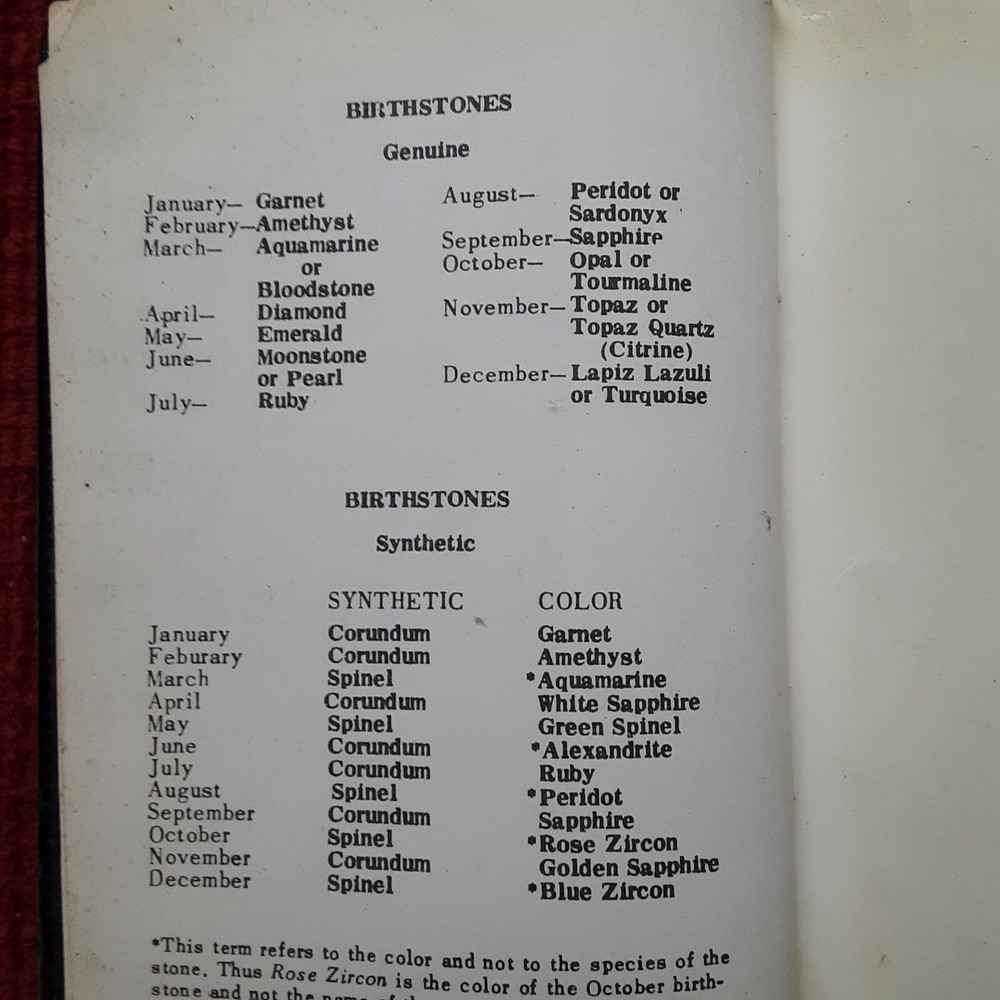 BIRTHSTONES
Genuine
January— Garnet
February—Amethyst
March— Aquamarine
or
Bloodstone
April— Diamond
May— Emerald
June— Moonstone
or Pearl
July— Ruby
August— Peridot or
Sardonyx
September—Sapphire
October— Opal or
Tourmaline
November—Topaz or
Topaz Quartz
(Citrine)
December—Lapiz Lazuli
or Turquoise
BIRTHSTONES
Synthetic
SYNTHETIC COLOR
January Corundum Garnet
Feburary Corundum Amethyst
March Spinel *Aquamarine
April Corundum White Sapphire
May Spinel Green Spinel
June Corundum *Alexandrite
July Corundum Ruby
August Spinel *Peridot
September Corundum Sapphire
October Spinel *Rose Zircon
November Corundum Golden Sapphire
December Spinel *Blue Zircon
*This term refers to the color and not to the species of the
stone. Thus Rose Zircon is the color of the October birth-
stone and not the name of